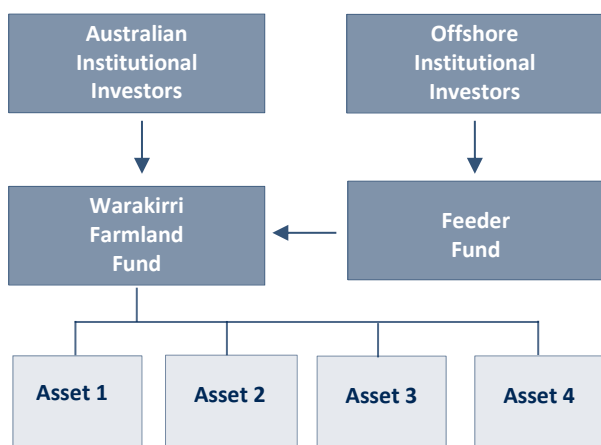 Australian
Institutional
Investors
Offshore
Institutional
Investors
Warakirri
Farmland
Fund
Feeder
Fund
Asset 1
Asset 2
Asset 3
Asset 4